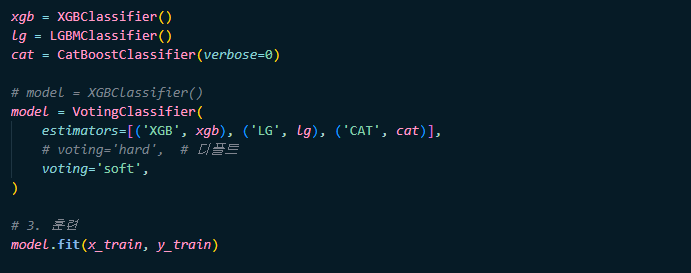 xgb = XGBClassifier()
lg = LGBMClassifier()
cat = CatBoostClassifier(verbose=0)
# model = XGBClassifier()
model = VotingClassifier(
    estimators=[('XGB', xgb), ('LG', lg), ('CAT', cat)],
    # voting='hard',  # 디폴트
    voting='soft',
)
# 3. 훈련
model.fit(x_train, y_train)